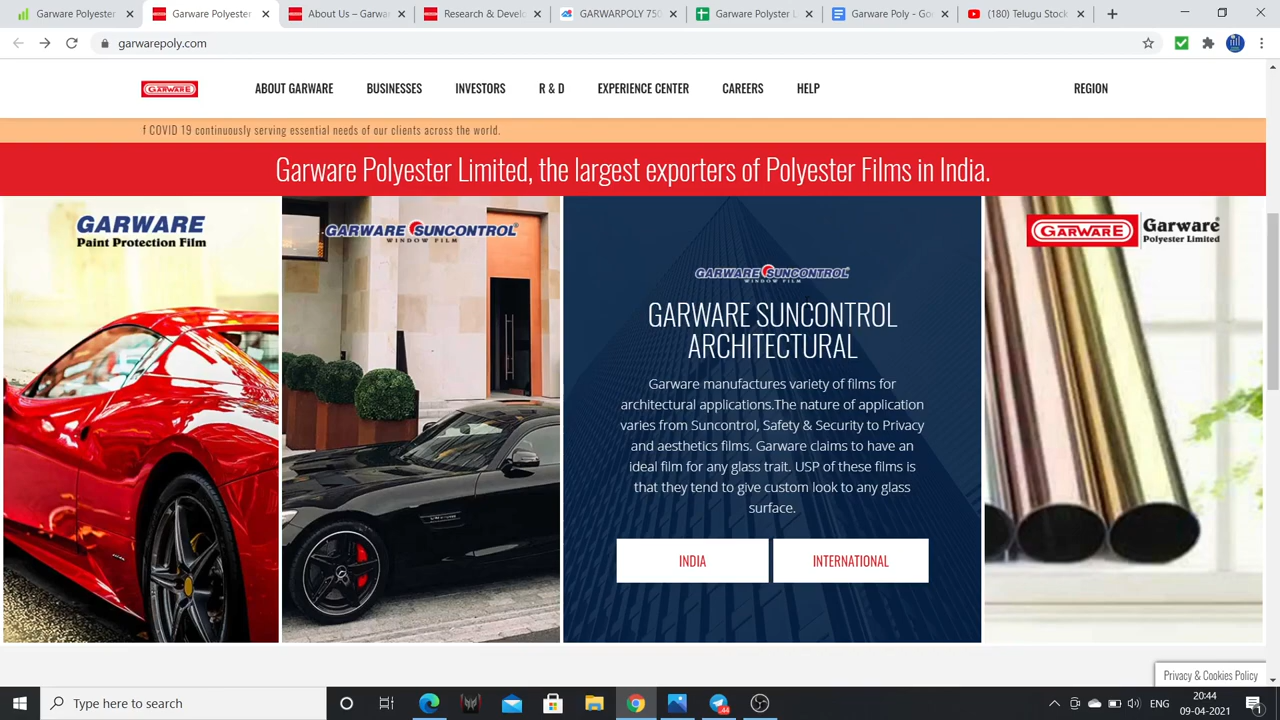 Garware Polyester
Garware Polyester
About Us – Garwa
Research & Develo
GARWARPOLY 750
Garware Polyster L
Garware Poly - Goo
(180) Telugu Stock
garwarepoly.com
GARWARE
ABOUT GARWARE
BUSINESSES
INVESTORS
R & D
EXPERIENCE CENTER
CAREERS
HELP
REGION
f COVID 19 continuously serving essential needs of our clients across the world.
Garware Polyester Limited, the largest exporters of Polyester Films in India.
GARWARE
Paint Protection Film
GARWARE SUNCONTROL
WINDOW FILM
GARWARE SUNCONTROL
WINDOW FILM
GARWARE SUNCONTROL
ARCHITECTURAL
Garware manufactures variety of films for
architectural applications.The nature of application
varies from Suncontrol, Safety & Security to Privacy
and aesthetics films. Garware claims to have an
ideal film for any glass trait. USP of these films is
that they tend to give custom look to any glass
surface.
INDIA
INTERNATIONAL
GARWARE
Garware
Polyester Limited
Privacy & Cookies Policy
Type here to search
44
ENG
20:44
09-04-2021
1